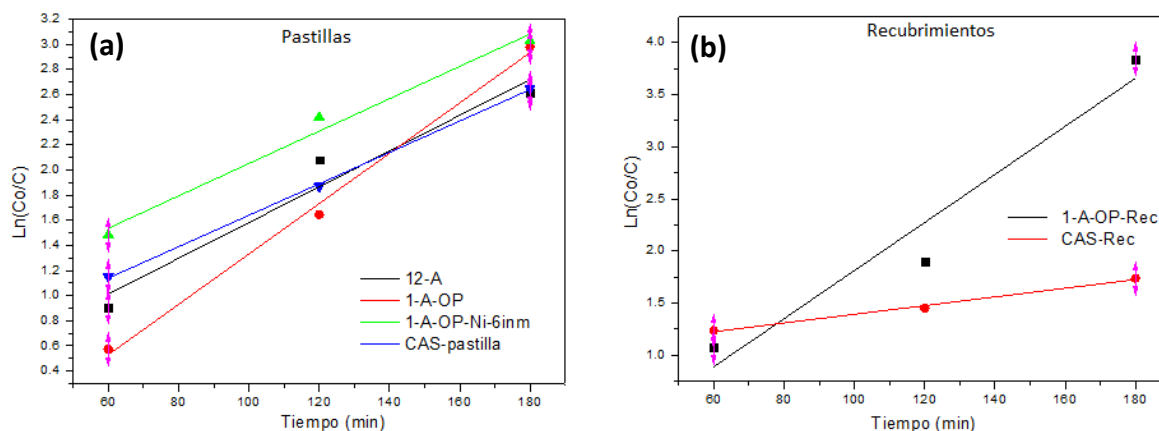 (a)
Pastillas
Ln(Co/C)
3.2
3.0
2.8
2.6
2.4
2.2
2.0
1.8
1.6
1.4
1.2
1.0
0.8
0.6
0.4
12-A
1-A-OP
1-A-OP-Ni-6inm
CAS-pastilla
60 80 100 120 140 160 180
Tiempo (min)
(b)
Recubrimientos
Ln(Co/C)
4.0
3.5
3.0
2.5
2.0
1.5
1.0
1-A-OP-Rec
CAS-Rec
60 80 100 120 140 160 180
Tiempo (min)